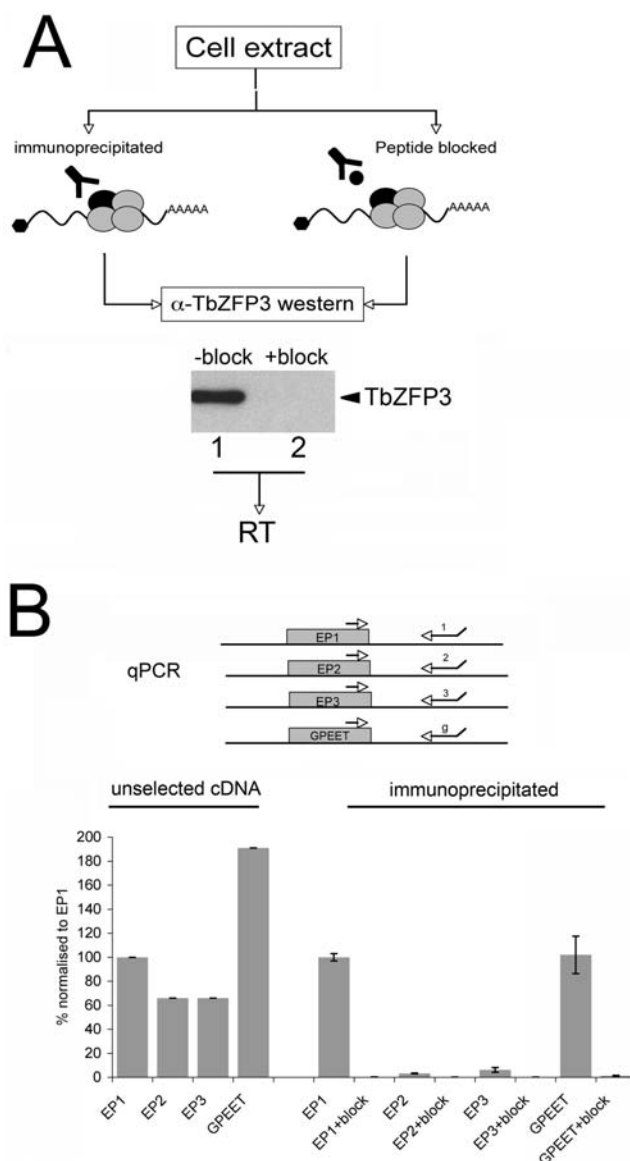 A
Cell extract
immunoprecipitated
Peptide blocked
AAAAA
AAAAA
α-TbZFP3 western
-block +block
TbZFP3
1 2
RT
B
qPCR
EP1
1
EP2
2
EP3
3
GPEET
g
unselected cDNA
immunoprecipitated
% normalised to EP1
200
180
160
140
120
100
80
60
40
20
0
EP1
EP2
EP3
GPEET
EP1
EP1+block
EP2
EP2+block
EP3
EP3+block
GPEET
GPEET+block